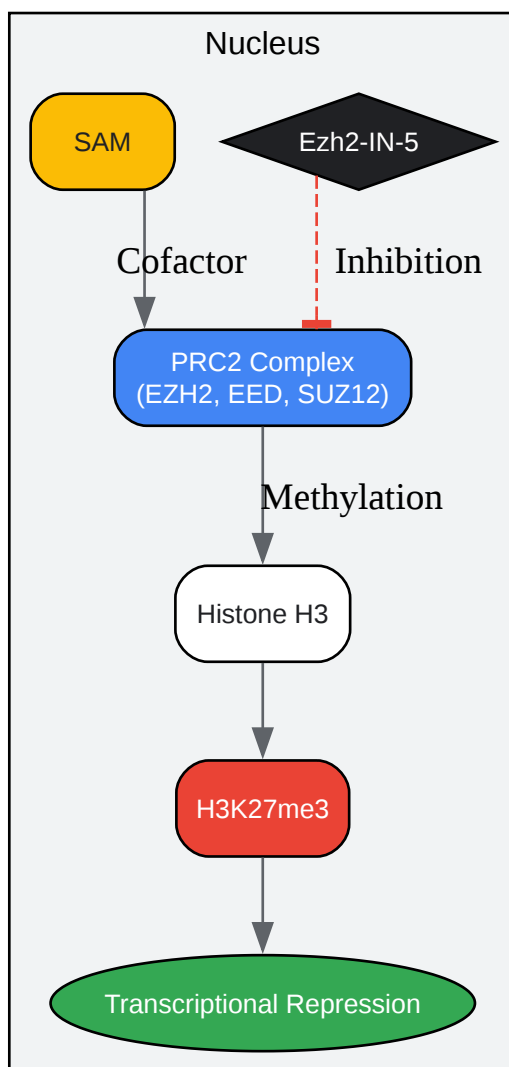 Nucleus
SAM
Ezh2-IN-5
Cofactor
Inhibition
PRC2 Complex
(EZH2, EED, SUZ12)
Methylation
Histone H3
H3K27me3
Transcriptional Repression